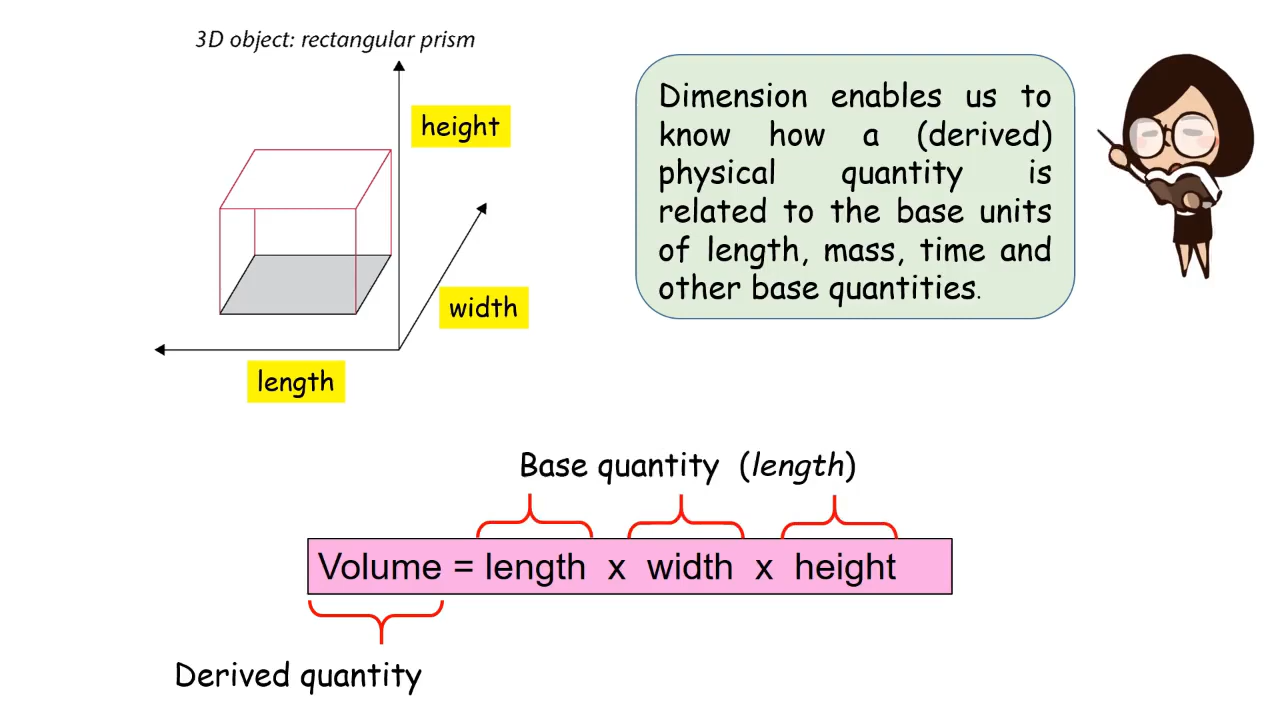 3D object: rectangular prism
height
width
length
Dimension enables us to
know how a (derived)
physical quantity is
related to the base units
of length, mass, time and
other base quantities.
Base quantity (length)
Volume = length x width x height
Derived quantity